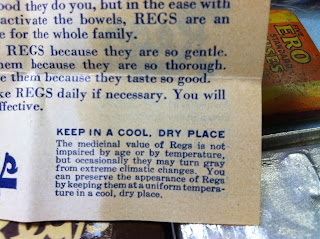 ood they do you, but in the ease with
activate the bowels, REGS are an
e for the whole family.
REGS because they are so gentle.
hem because they are so thorough.
e them because they taste so good.
ke REGS daily if necessary. You will
ffective.
KEEP IN A COOL, DRY PLACE
The medicinal value of Regs is not
impaired by age or by temperature,
but occasionally they may turn gray
from extreme climatic changes. You
can preserve the appearance of Regs
by keeping them at a uniform tempera-
ture in a cool, dry place.
ERO